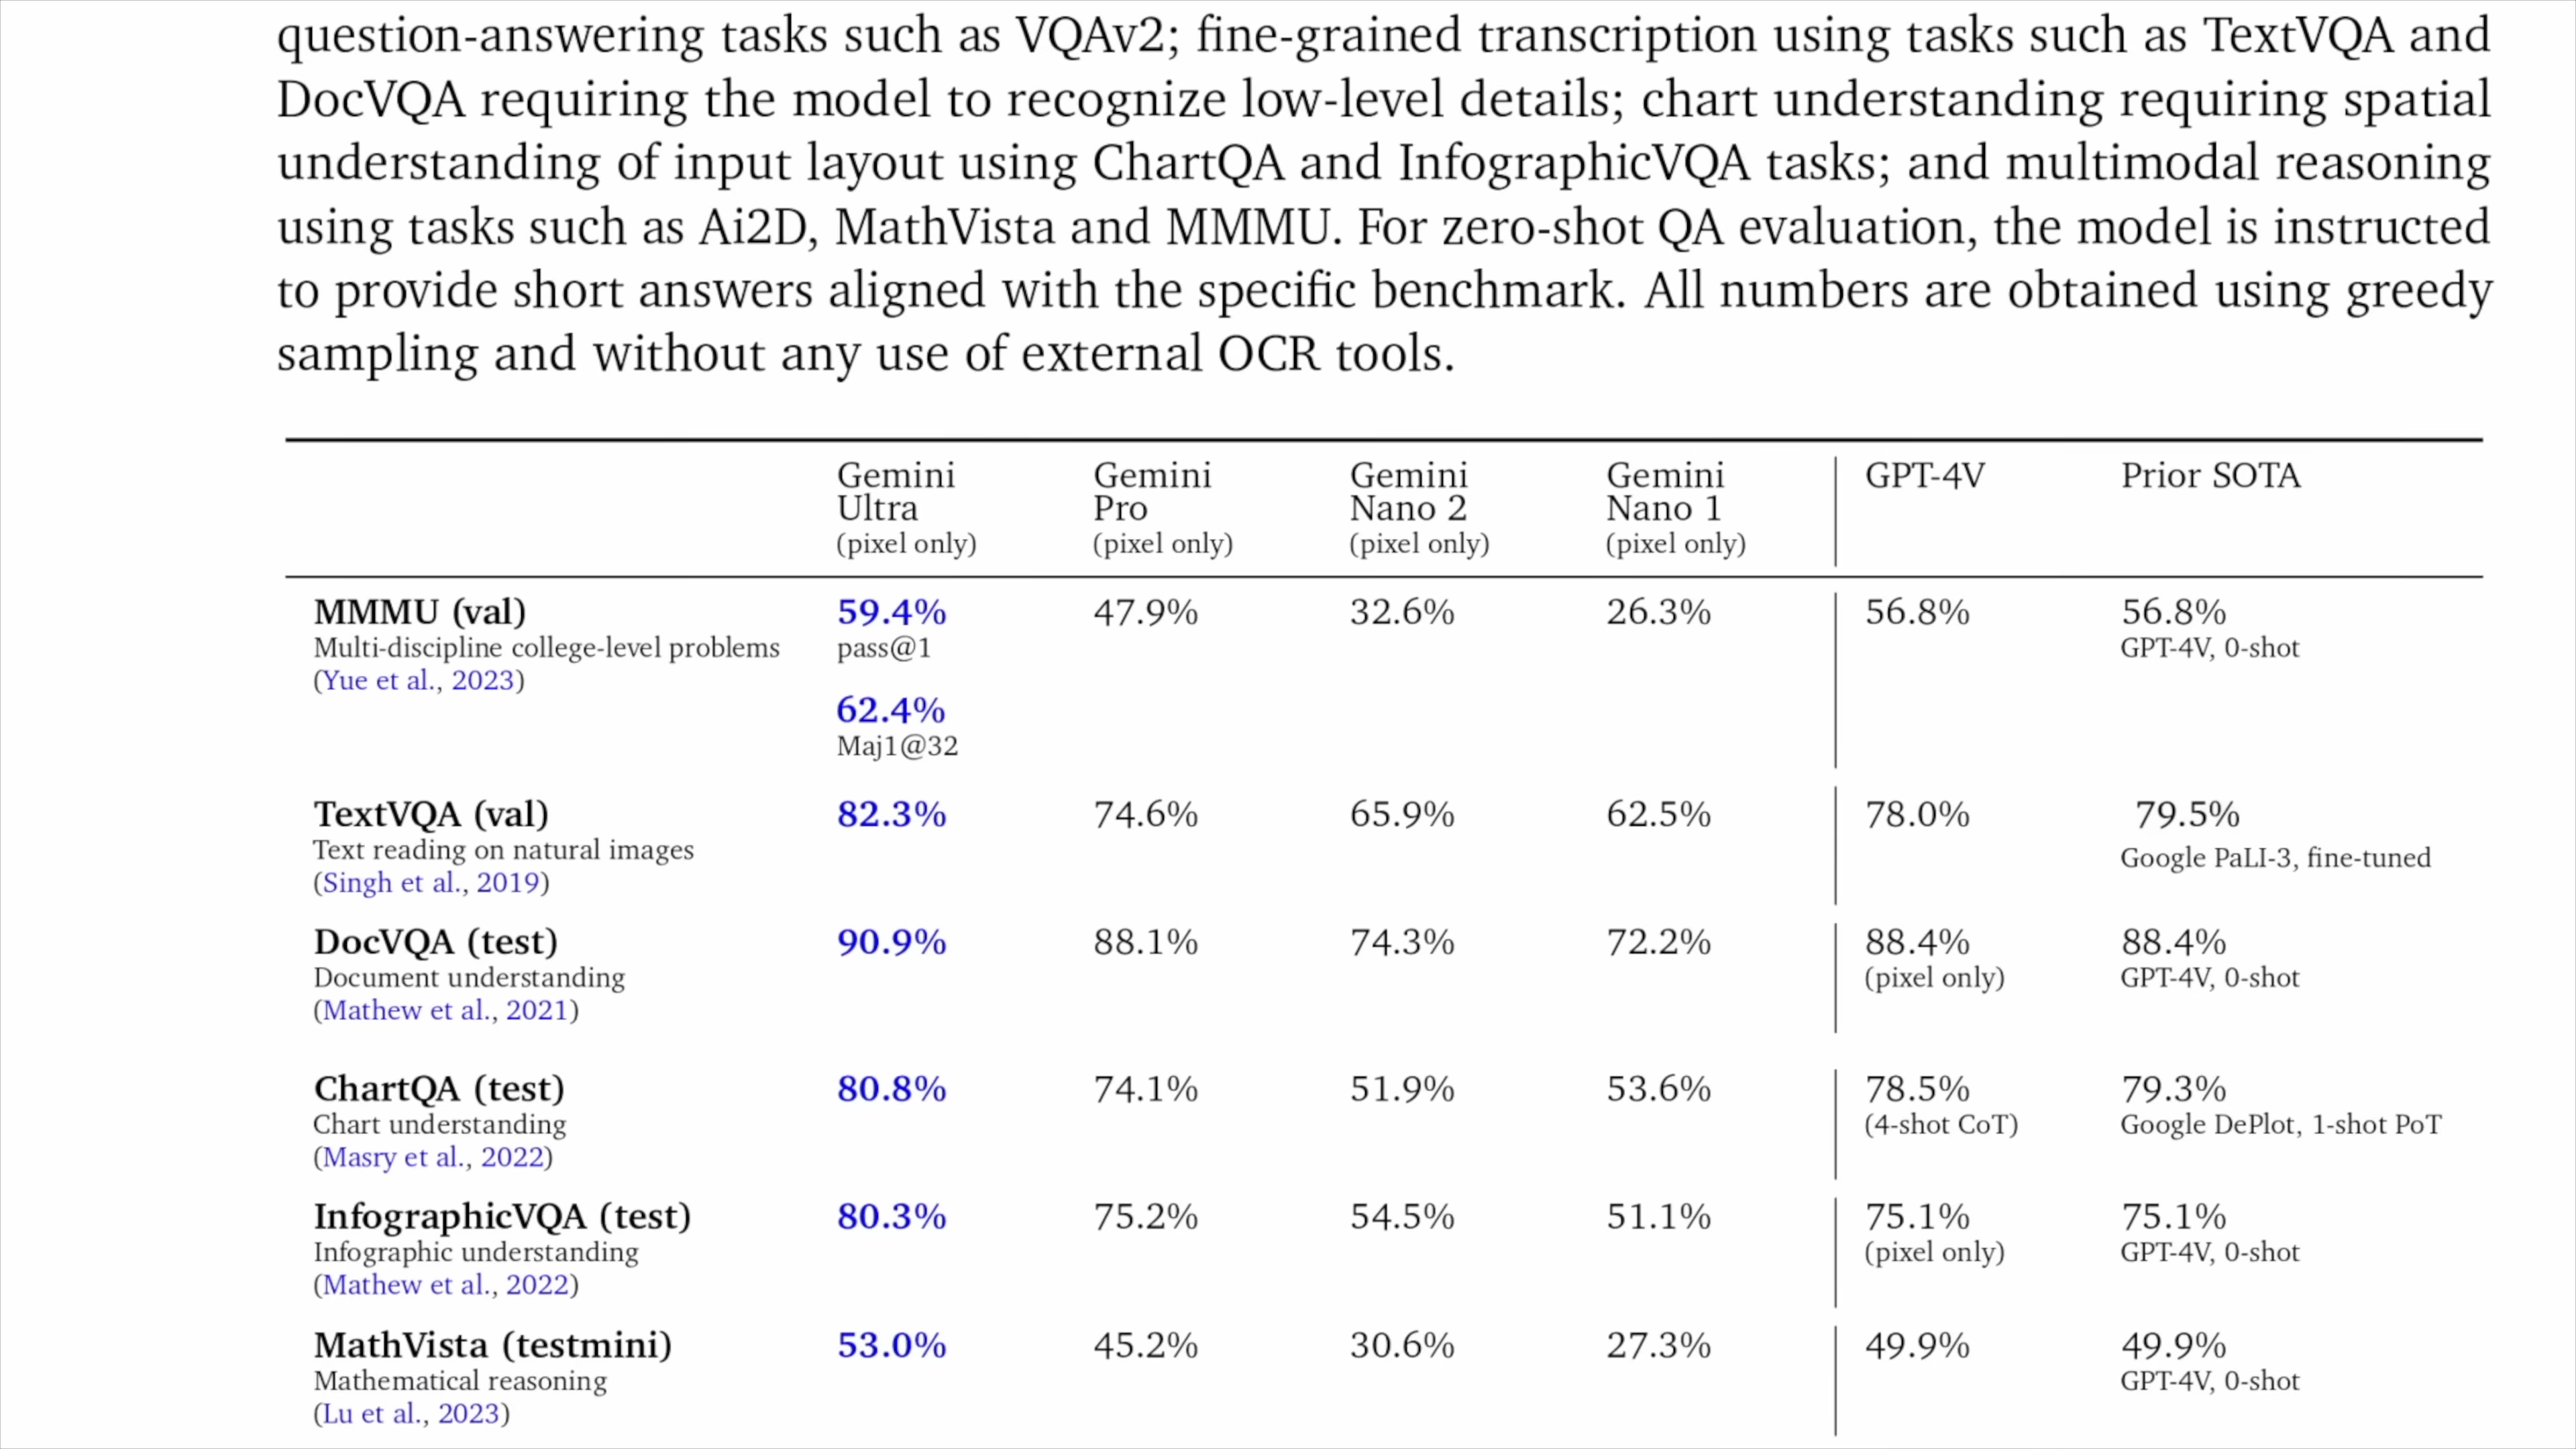 question-answering tasks such as VQAv2; fine-grained transcription using tasks such as TextVQA and
DocVQA requiring the model to recognize low-level details; chart understanding requiring spatial
understanding of input layout using ChartQA and InfographicVQA tasks; and multimodal reasoning
using tasks such as Ai2D, MathVista and MMMU. For zero-shot QA evaluation, the model is instructed
to provide short answers aligned with the specific benchmark. All numbers are obtained using greedy
sampling and without any use of external OCR tools.
Gemini Gemini Gemini Gemini GPT-4V Prior SOTA
Ultra Pro Nano 2 Nano 1
(pixel only) (pixel only) (pixel only) (pixel only)
MMMU (val) 59.4% 47.9% 32.6% 26.3% 56.8% 56.8%
Multi-discipline college-level problems pass@1 GPT-4V, 0-shot
(Yue et al., 2023)
62.4%
Maj1@32
TextVQA (val) 82.3% 74.6% 65.9% 62.5% 78.0% 79.5%
Text reading on natural images Google PaLI-3, fine-tuned
(Singh et al., 2019)
DocVQA (test) 90.9% 88.1% 74.3% 72.2% 88.4% 88.4%
Document understanding (pixel only) GPT-4V, 0-shot
(Mathew et al., 2021)
ChartQA (test) 80.8% 74.1% 51.9% 53.6% 78.5% 79.3%
Chart understanding (4-shot CoT) Google DePlot, 1-shot PoT
(Masry et al., 2022)
InfographicVQA (test) 80.3% 75.2% 54.5% 51.1% 75.1% 75.1%
Infographic understanding (pixel only) GPT-4V, 0-shot
(Mathew et al., 2022)
MathVista (testmini) 53.0% 45.2% 30.6% 27.3% 49.9% 49.9%
Mathematical reasoning GPT-4V, 0-shot
(Lu et al., 2023)